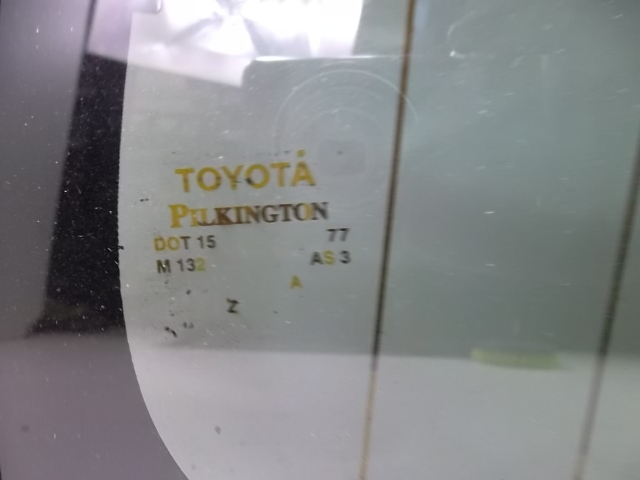 TOYOTA
PILKINGTON
DOT 15 77
M 132 AS 3
A
Z